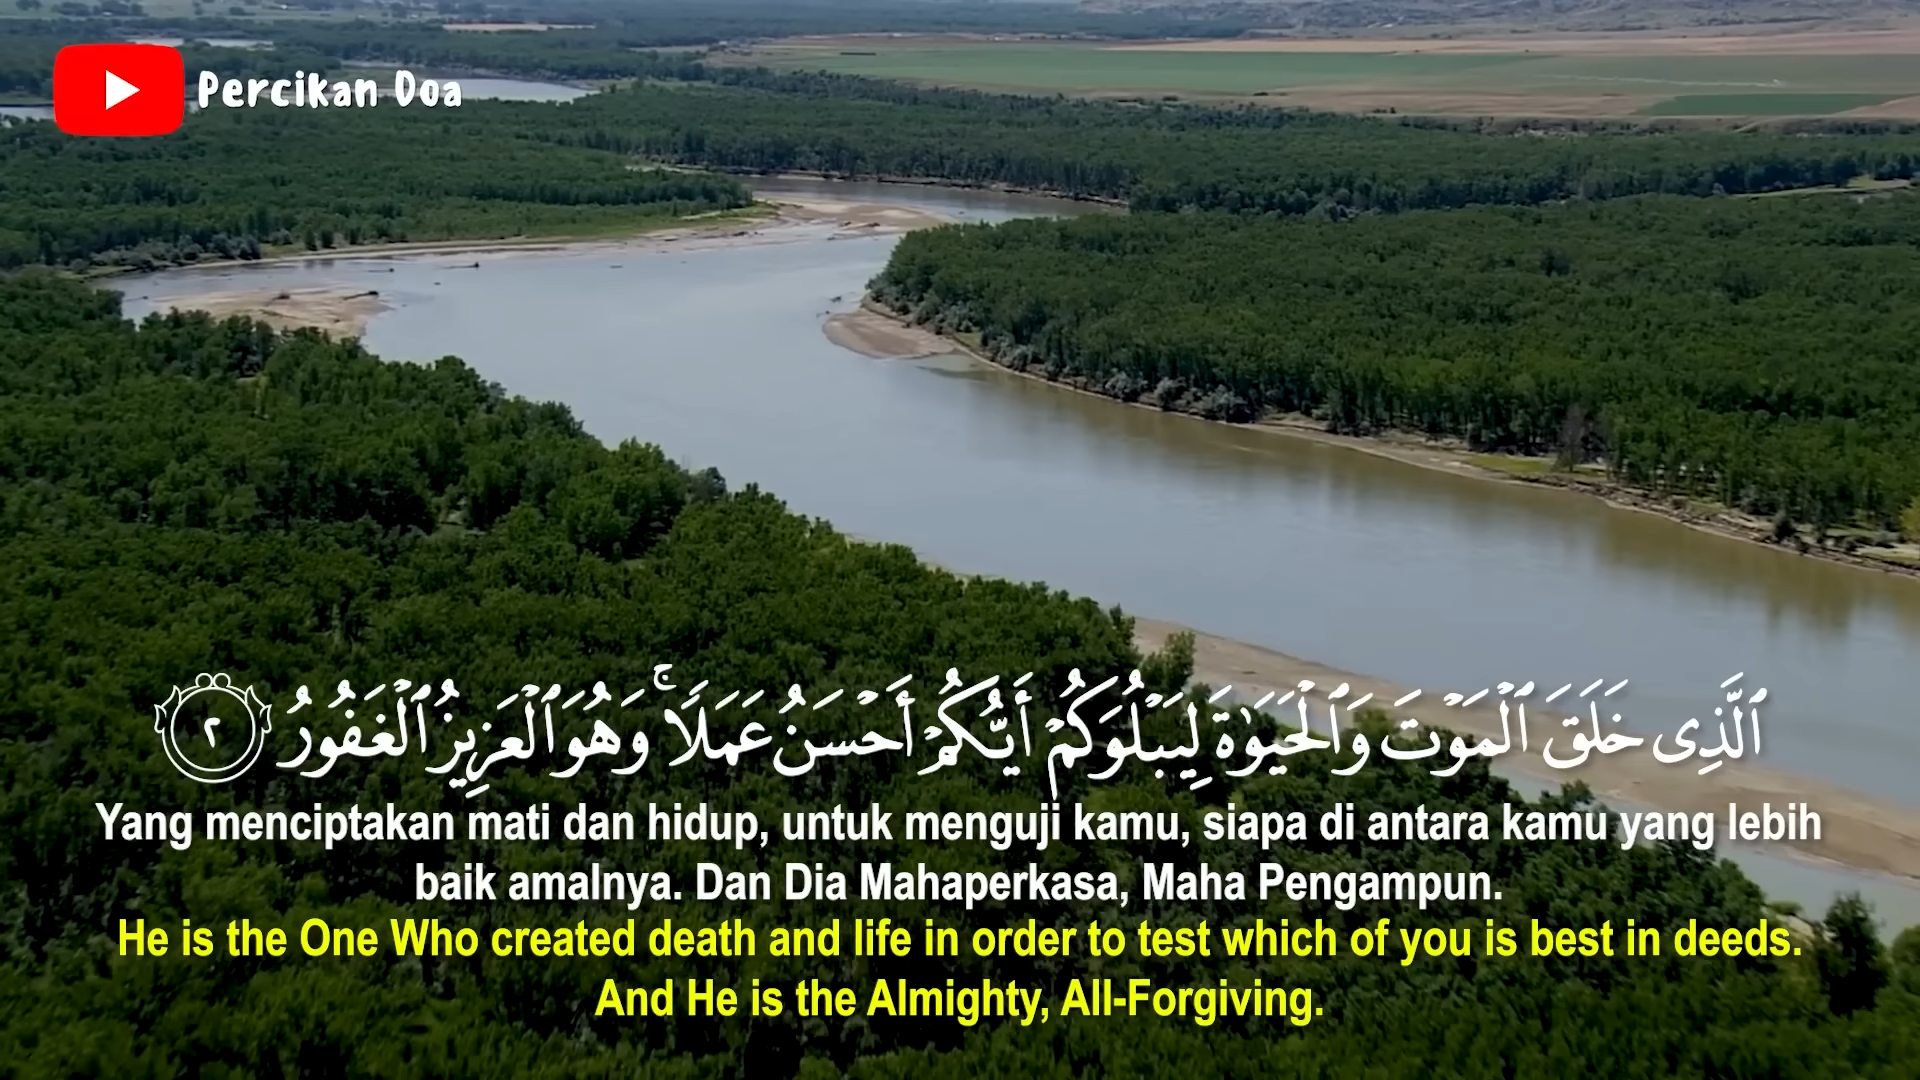 Percikan Doa
ٱلَّذِى خَلَقَ ٱلْمَوْتَ وَٱلْحَيَوٰةَ لِيَبْلُوَكُمْ أَيُّكُمْ أَحْسَنُ عَمَلًا ۚ وَهُوَ ٱلْعَزِيزُ ٱلْغَفُورُ ٢
Yang menciptakan mati dan hidup, untuk menguji kamu, siapa di antara kamu yang lebih
baik amalnya. Dan Dia Mahaperkasa, Maha Pengampun.
He is the One Who created death and life in order to test which of you is best in deeds.
And He is the Almighty, All-Forgiving.